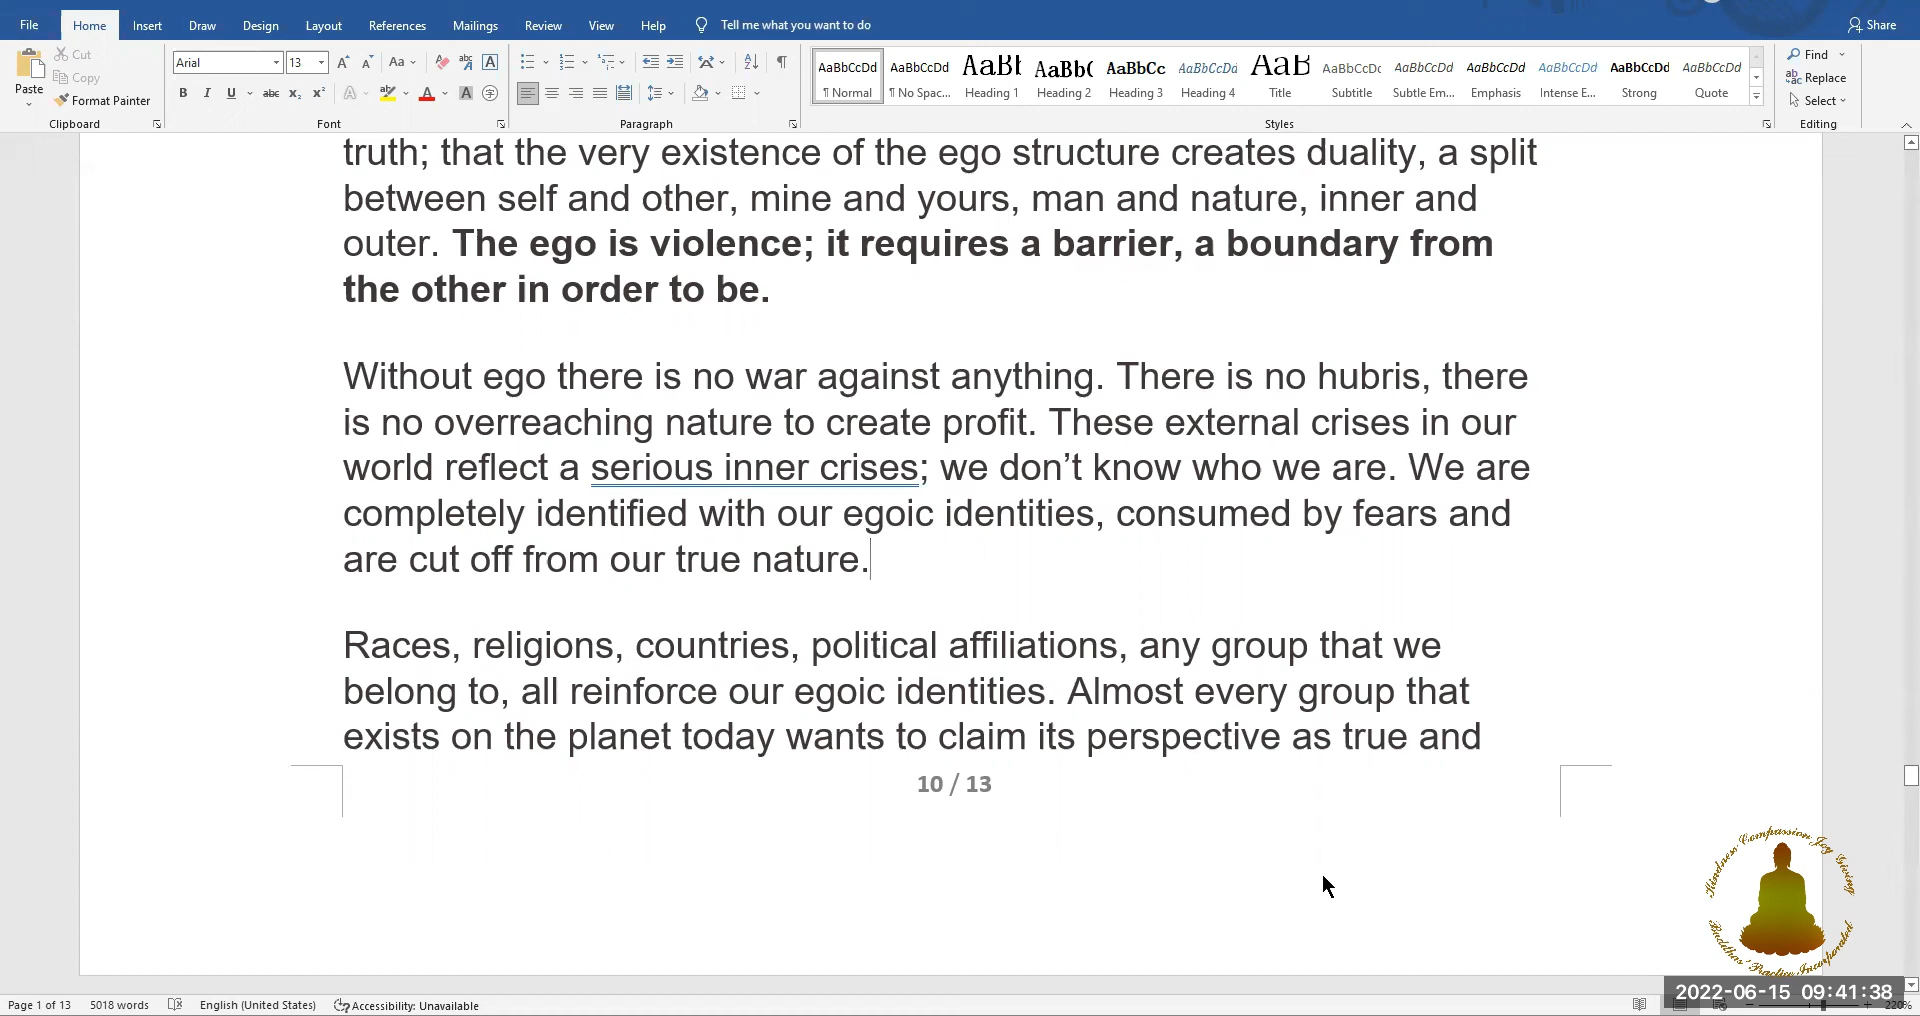 File Home Insert Draw Design Layout References Mailings Review View Help Tell me what you want to do Share
Paste Cut Copy Format Painter Clipboard
Arial 13 Font
Paragraph
AaBbCcDd ¶ Normal
AaBbCcDd ¶ No Spac...
AaBb Heading 1
AaBb( Heading 2
AaBbCc Heading 3
AaBbCcDd Heading 4
AaB Title
AaBbCcDc Subtitle
AaBbCcDd Subtle Em...
AaBbCcDd Emphasis
AaBbCcDd Intense E...
AaBbCcDd Strong
AaBbCcDd Quote
Styles
Find Replace Select Editing
truth; that the very existence of the ego structure creates duality, a split
between self and other, mine and yours, man and nature, inner and
outer. The ego is violence; it requires a barrier, a boundary from
the other in order to be.
Without ego there is no war against anything. There is no hubris, there
is no overreaching nature to create profit. These external crises in our
world reflect a serious inner crises; we don’t know who we are. We are
completely identified with our egoic identities, consumed by fears and
are cut off from our true nature.
Races, religions, countries, political affiliations, any group that we
belong to, all reinforce our egoic identities. Almost every group that
exists on the planet today wants to claim its perspective as true and
10 / 13
Kindness Compassion Joy Giving
Buddhas' Practice Incorporated
2022-06-15 09:41:38
Page 1 of 13 5018 words English (United States) Accessibility: Unavailable 220%